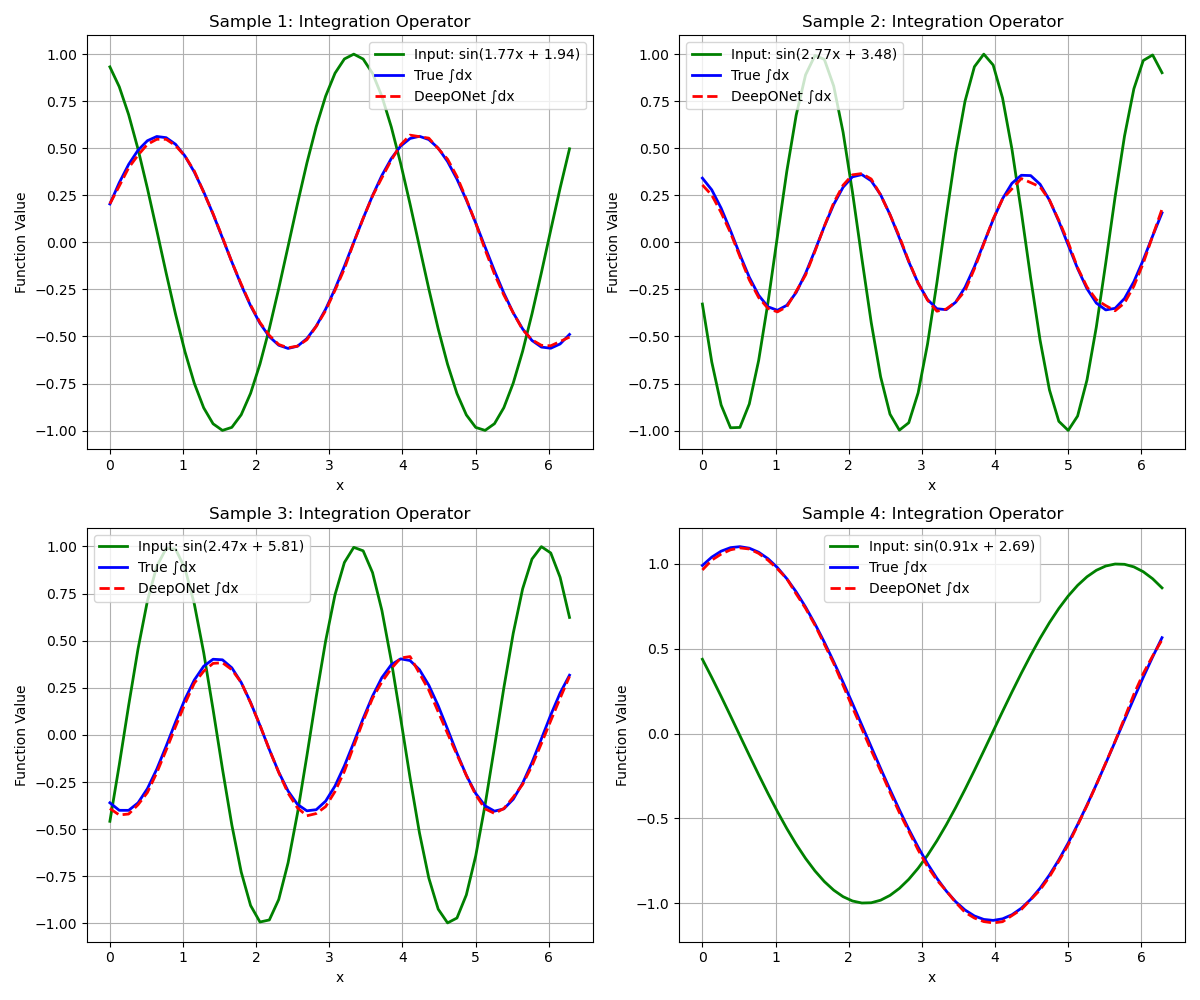 Sample 1: Integration Operator
Function Value
1.00
0.75
0.50
0.25
0.00
−0.25
−0.50
−0.75
−1.00
Input: sin(1.77x + 1.94)
True ∫dx
DeepONet ∫dx
0 1 2 3 4 5 6
x
Sample 2: Integration Operator
Function Value
1.00
0.75
0.50
0.25
0.00
−0.25
−0.50
−0.75
−1.00
Input: sin(2.77x + 3.48)
True ∫dx
DeepONet ∫dx
0 1 2 3 4 5 6
x
Sample 3: Integration Operator
Function Value
1.00
0.75
0.50
0.25
0.00
−0.25
−0.50
−0.75
−1.00
Input: sin(2.47x + 5.81)
True ∫dx
DeepONet ∫dx
0 1 2 3 4 5 6
x
Sample 4: Integration Operator
Function Value
1.0
0.5
0.0
−0.5
−1.0
Input: sin(0.91x + 2.69)
True ∫dx
DeepONet ∫dx
0 1 2 3 4 5 6
x